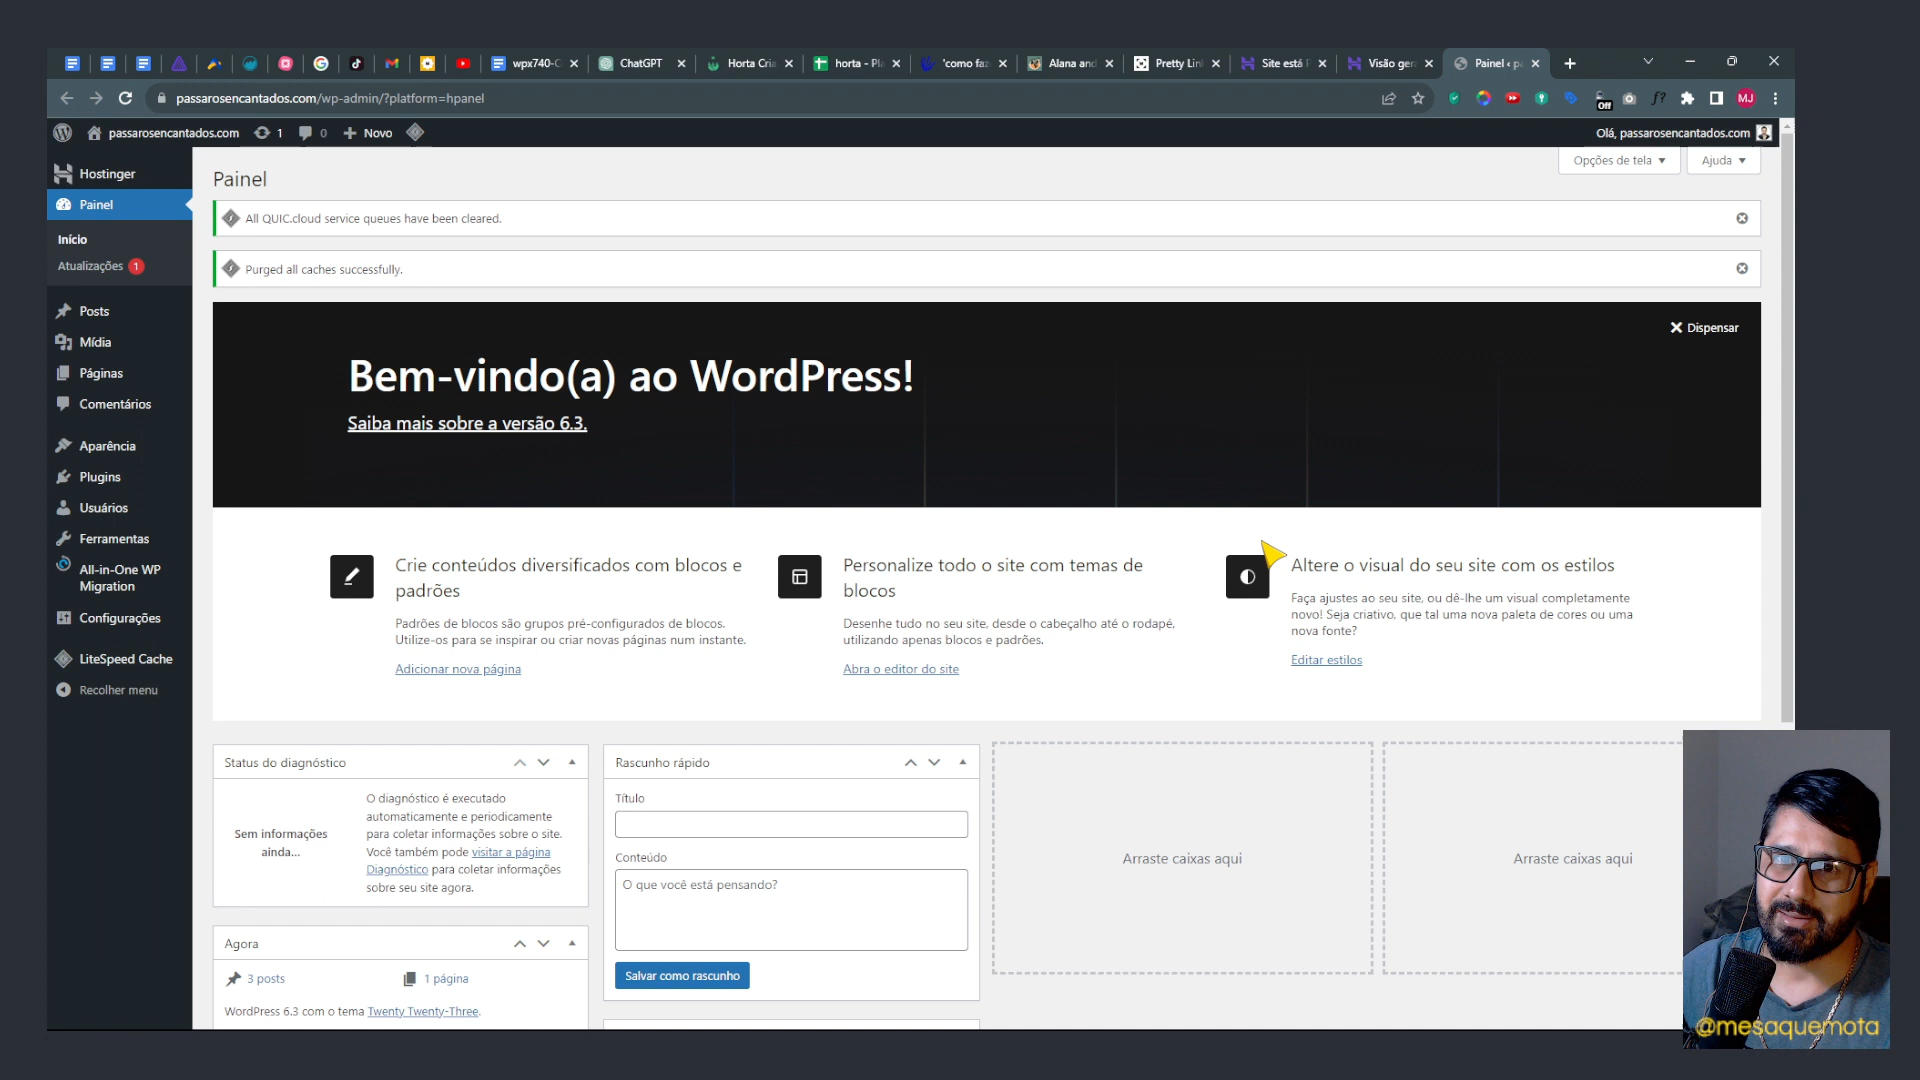 wpx740-C
ChatGPT
Horta Cria
horta - Pla
'como faz
Alana and
Pretty Lin
Site está P
Visão gera
Painel ‹ pa
passarosencantados.com/wp-admin/?platform=hpanel
Off
f?
MJ
passarosencantados.com
1
0
Novo
Olá, passarosencantados.com
Hostinger
Painel
Início
Atualizações 1
Posts
Mídia
Páginas
Comentários
Aparência
Plugins
Usuários
Ferramentas
All-in-One WP
Migration
Configurações
LiteSpeed Cache
Recolher menu
Opções de tela
Ajuda
Painel
All QUIC.cloud service queues have been cleared.
Purged all caches successfully.
Dispensar
Bem-vindo(a) ao WordPress!
Saiba mais sobre a versão 6.3.
Crie conteúdos diversificados com blocos e
padrões
Padrões de blocos são grupos pré-configurados de blocos.
Utilize-os para se inspirar ou criar novas páginas num instante.
Adicionar nova página
Personalize todo o site com temas de
blocos
Desenhe tudo no seu site, desde o cabeçalho até o rodapé,
utilizando apenas blocos e padrões.
Abra o editor do site
Altere o visual do seu site com os estilos
Faça ajustes ao seu site, ou dê-lhe um visual completamente
novo! Seja criativo, que tal uma nova paleta de cores ou uma
nova fonte?
Editar estilos
Status do diagnóstico
Sem informações
ainda...
O diagnóstico é executado
automaticamente e periodicamente
para coletar informações sobre o site.
Você também pode visitar a página
Diagnóstico para coletar informações
sobre seu site agora.
Agora
3 posts
1 página
WordPress 6.3 com o tema Twenty Twenty-Three.
Rascunho rápido
Título
Conteúdo
O que você está pensando?
Salvar como rascunho
Arraste caixas aqui
Arraste caixas aqui
@mesaquemota